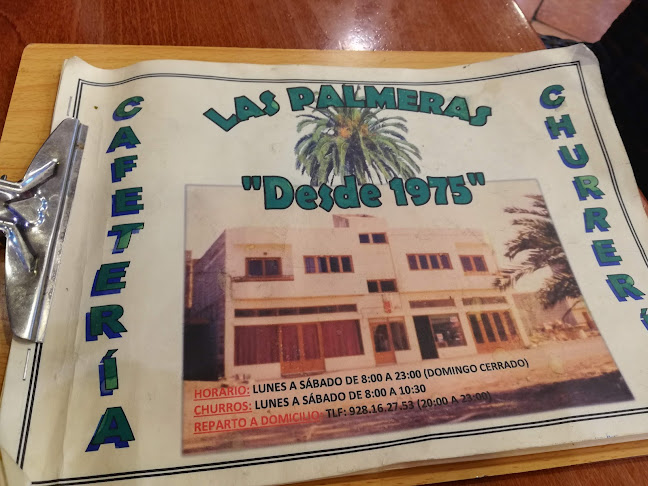 LAS PALMERAS
"Desde 1975"
CAFETERÍA
CHURRERÍ
HORARIO: LUNES A SÁBADO DE 8:00 A 23:00 (DOMINGO CERRADO)
CHURROS: LUNES A SÁBADO DE 8:00 A 10:30
REPARTO A DOMICILIO: TLF: 928.16.27.53 (20:00 A 23:00)